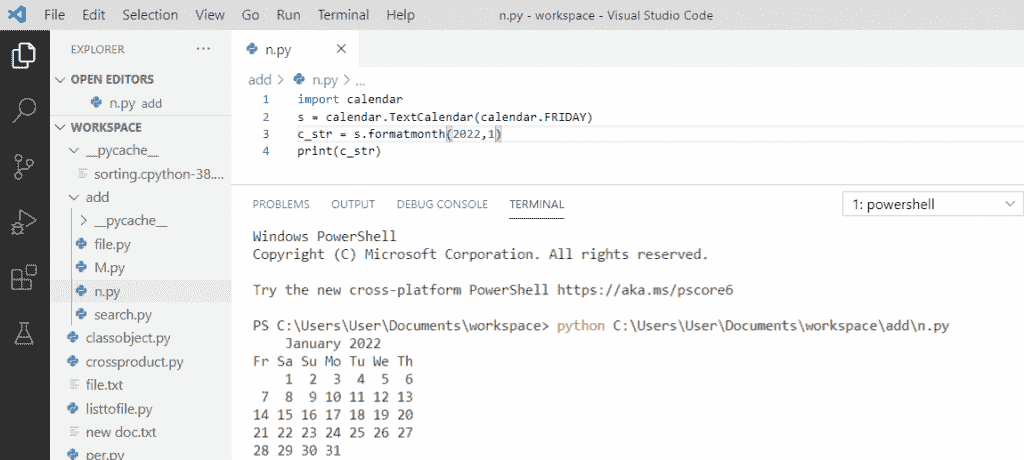 File Edit Selection View Go Run Terminal Help n.py - workspace - Visual Studio Code
EXPLORER ...
OPEN EDITORS
n.py add
WORKSPACE
__pycache__
sorting.cpython-38....
add
__pycache__
file.py
M.py
n.py
search.py
classobject.py
crossproduct.py
file.txt
listtofile.py
new doc.txt
per.py
n.py ×
add > n.py > ...
1 import calendar
2 s = calendar.TextCalendar(calendar.FRIDAY)
3 c_str = s.formatmonth(2022,1)
4 print(c_str)
PROBLEMS OUTPUT DEBUG CONSOLE TERMINAL 1: powershell
Windows PowerShell
Copyright (C) Microsoft Corporation. All rights reserved.
Try the new cross-platform PowerShell https://aka.ms/pscore6
PS C:\Users\User\Documents\workspace> python C:\Users\User\Documents\workspace\add\n.py
January 2022
Fr Sa Su Mo Tu We Th
1 2 3 4 5 6
7 8 9 10 11 12 13
14 15 16 17 18 19 20
21 22 23 24 25 26 27
28 29 30 31